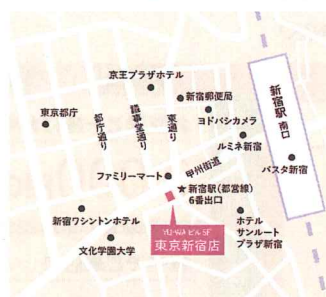 京王プラザホテル
新宿郵便局
ヨドバシカメラ
ルミネ新宿
新宿駅 南口
バスタ新宿
東京都庁
都庁通り
議事堂通り
東通り
甲州街道
ファミリーマート
★新宿駅(都営線)
6番出口
新宿ワシントンホテル
文化学園大学
YU-WA ビル 5F
東京新宿店
ホテル
サンルート
プラザ新宿